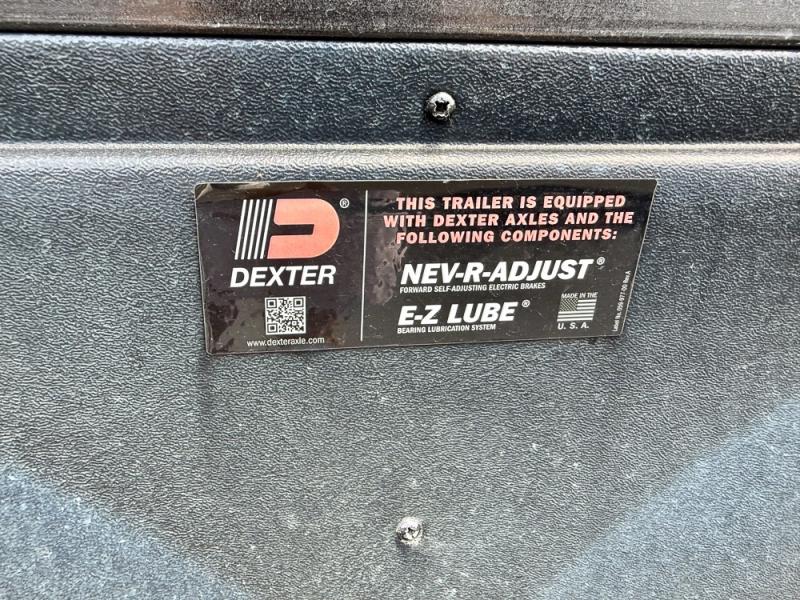 DEXTER®
www.dexteraxle.com
THIS TRAILER IS EQUIPPED
WITH DEXTER AXLES AND THE
FOLLOWING COMPONENTS:
NEV-R-ADJUST®
FORWARD SELF-ADJUSTING ELECTRIC BRAKES
E-Z LUBE®
BEARING LUBRICATION SYSTEM
MADE IN THE
U. S. A.